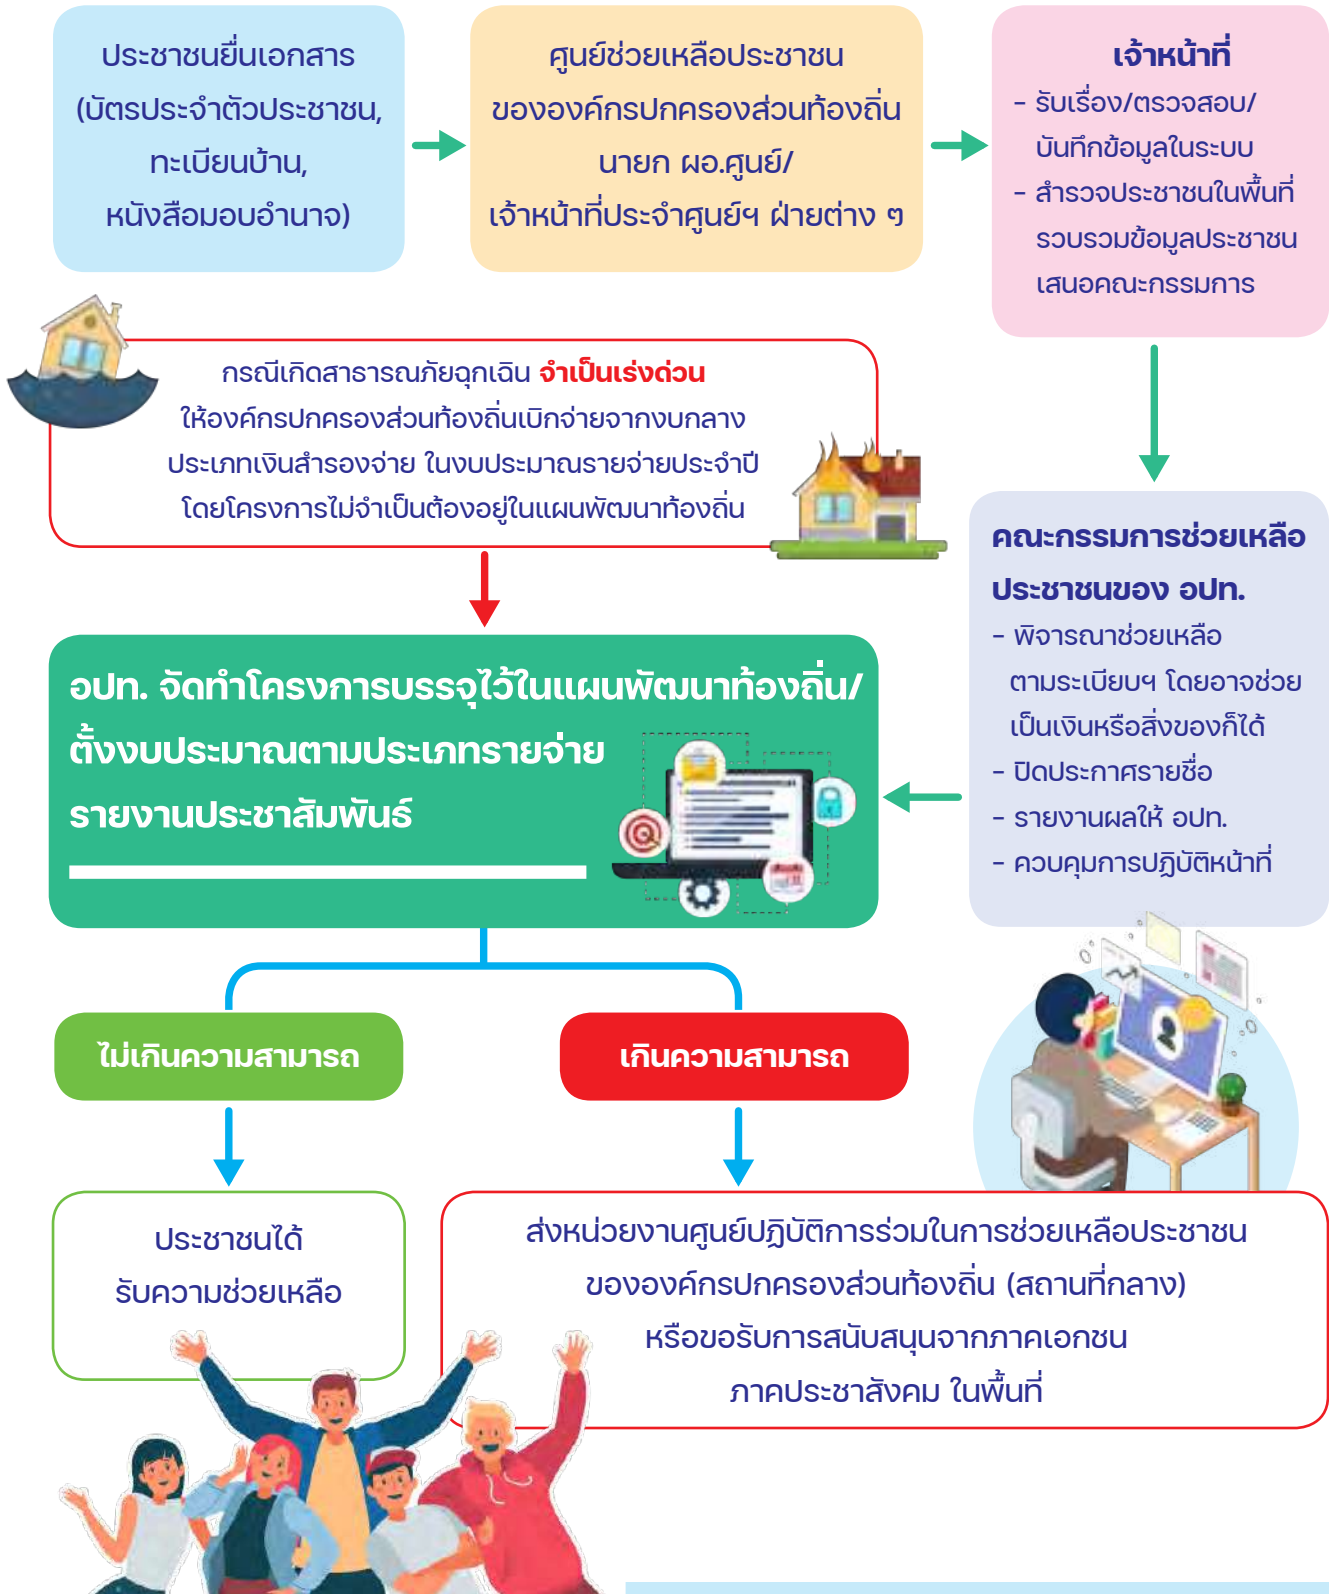 ประชาชนยื่นเอกสาร
(บัตรประจำตัวประชาชน,
ทะเบียนบ้าน,
หนังสือมอบอำนาจ)
ศูนย์ช่วยเหลือประชาชน
ขององค์กรปกครองส่วนท้องถิ่น
นายก ผอ.ศูนย์/
เจ้าหน้าที่ประจำศูนย์ฯ ฝ่ายต่าง ๆ
เจ้าหน้าที่
- รับเรื่อง/ตรวจสอบ/
บันทึกข้อมูลในระบบ
- สำรวจประชาชนในพื้นที่
รวบรวมข้อมูลประชาชน
เสนอคณะกรรมการ
กรณีเกิดสาธารณภัยฉุกเฉิน จำเป็นเร่งด่วน
ให้องค์กรปกครองส่วนท้องถิ่นเบิกจ่ายจากงบกลาง
ประเภทเงินสำรองจ่าย ในงบประมาณรายจ่ายประจำปี
โดยโครงการไม่จำเป็นต้องอยู่ในแผนพัฒนาท้องถิ่น
คณะกรรมการช่วยเหลือ
ประชาชนของ อปท.
- พิจารณาช่วยเหลือ
ตามระเบียบฯ โดยอาจช่วย
เป็นเงินหรือสิ่งของก็ได้
- ปิดประกาศรายชื่อ
- รายงานผลให้ อปท.
- ควบคุมการปฏิบัติหน้าที่
อปท. จัดทำโครงการบรรจุไว้ในแผนพัฒนาท้องถิ่น/
ตั้งงบประมาณตามประเภทรายจ่าย
รายงานประชาสัมพันธ์
ไม่เกินความสามารถ
เกินความสามารถ
ประชาชนได้
รับความช่วยเหลือ
ส่งหน่วยงานศูนย์ปฏิบัติการร่วมในการช่วยเหลือประชาชน
ขององค์กรปกครองส่วนท้องถิ่น (สถานที่กลาง)
หรือขอรับการสนับสนุนจากภาคเอกชน
ภาคประชาสังคม ในพื้นที่